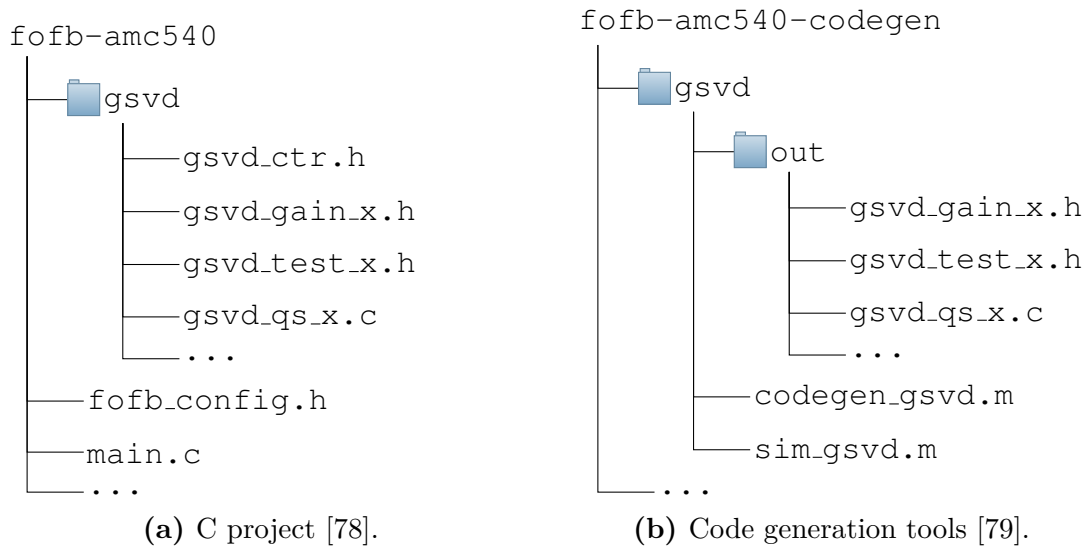 fofb-amc540
gsvd
gsvd_ctr.h
gsvd_gain_x.h
gsvd_test_x.h
gsvd_qs_x.c
...
fofb_config.h
main.c
...
(a) C project [78].
fofb-amc540-codegen
gsvd
out
gsvd_gain_x.h
gsvd_test_x.h
gsvd_qs_x.c
...
codegen_gsvd.m
sim_gsvd.m
...
(b) Code generation tools [79].